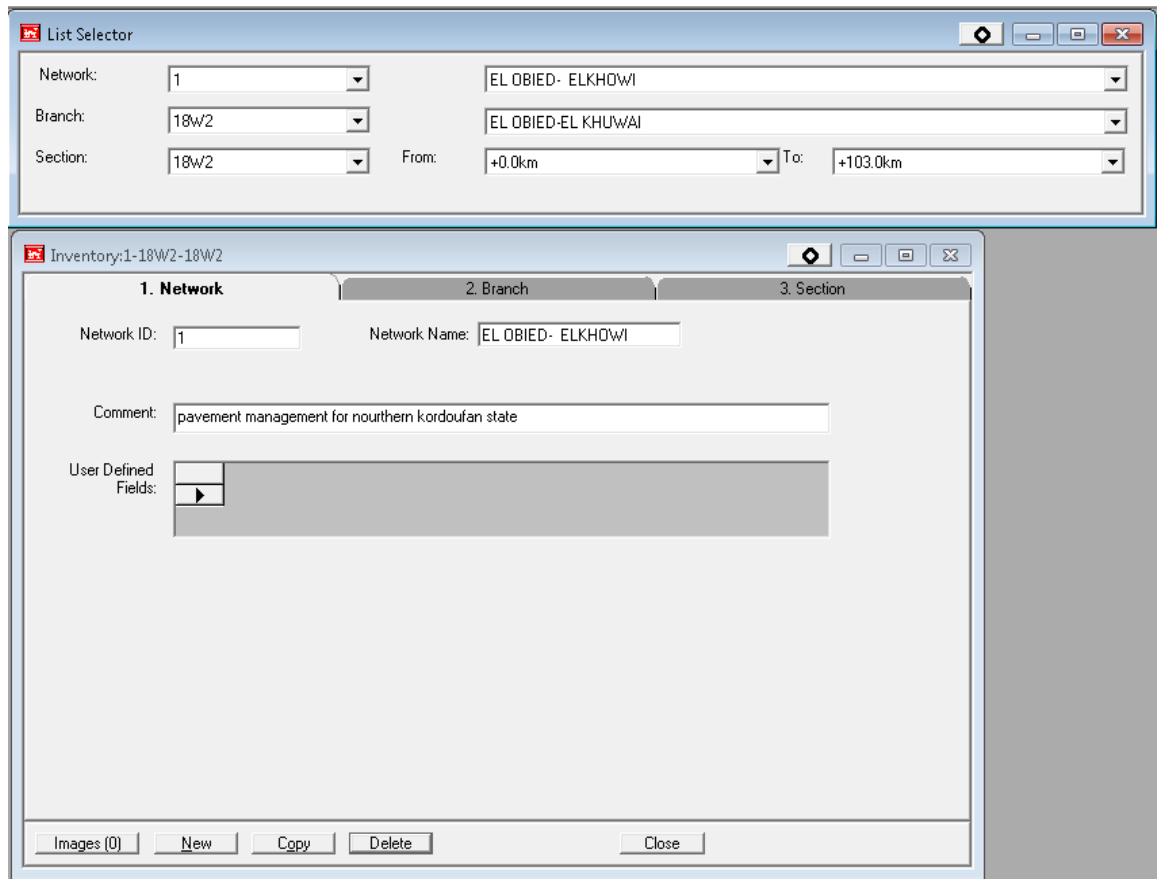 List Selector
Network: 1 EL OBIED- ELKHOWI
Branch: 18W2 EL OBIED-EL KHUWAI
Section: 18W2 From: +0.0km To: +103.0km
Inventory:1-18W2-18W2
1. Network 2. Branch 3. Section
Network ID: 1 Network Name: EL OBIED- ELKHOWI
Comment: pavement management for nourthern kordoufan state
User Defined
Fields:
Images (0) New Copy Delete Close